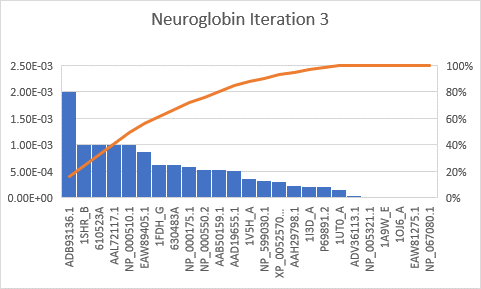 Neuroglobin Iteration 3
2.50E-03
2.00E-03
1.50E-03
1.00E-03
5.00E-04
0.00E+00
100%
80%
60%
40%
20%
0%
ADB93136.1
1SHR_B
610523A
AAL72117.1
NP_000510.1
EAW89405.1
1FDH_G
630483A
NP_000175.1
NP_000550.2
AAB50159.1
AAD19655.1
1V5H_A
NP_599030.1
XP_0052570...
AAH29798.1
1I3D_A
P69891.2
1UT0_A
ADV36113.1
NP_005321.1
1A9W_E
1OJ6_A
EAW81275.1
NP_067080.1